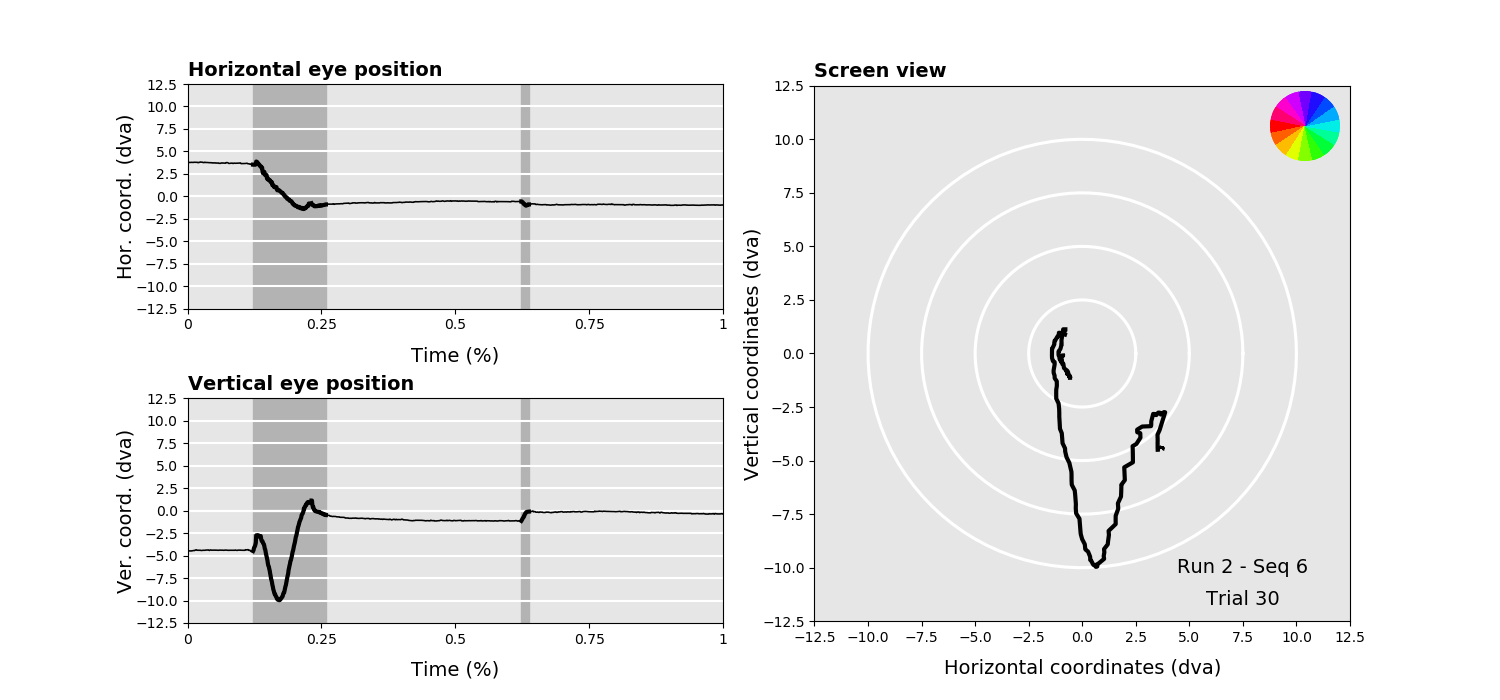 Horizontal eye position
Hor. coord. (dva)
12.5
10.0
7.5
5.0
2.5
0.0
−2.5
−5.0
−7.5
−10.0
−12.5
0 0.25 0.5 0.75 1
Time (%)
Vertical eye position
Ver. coord. (dva)
12.5
10.0
7.5
5.0
2.5
0.0
−2.5
−5.0
−7.5
−10.0
−12.5
0 0.25 0.5 0.75 1
Time (%)
Screen view
Vertical coordinates (dva)
12.5
10.0
7.5
5.0
2.5
0.0
−2.5
−5.0
−7.5
−10.0
−12.5
Run 2 - Seq 6
Trial 30
−12.5 −10.0 −7.5 −5.0 −2.5 0.0 2.5 5.0 7.5 10.0 12.5
Horizontal coordinates (dva)